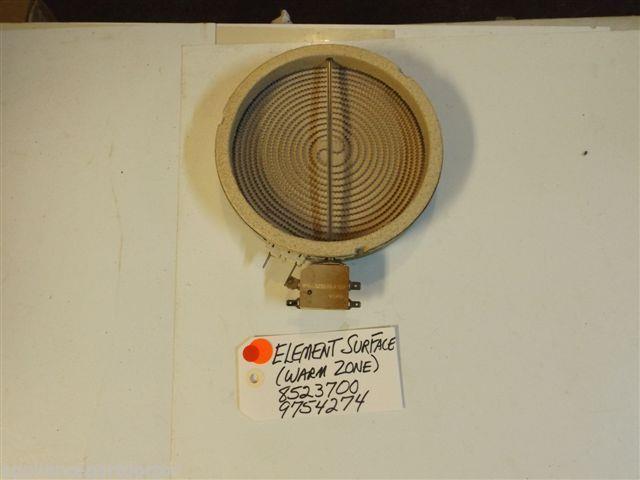 ELEMENT SURFACE
(WARM ZONE)
8523700
9754274